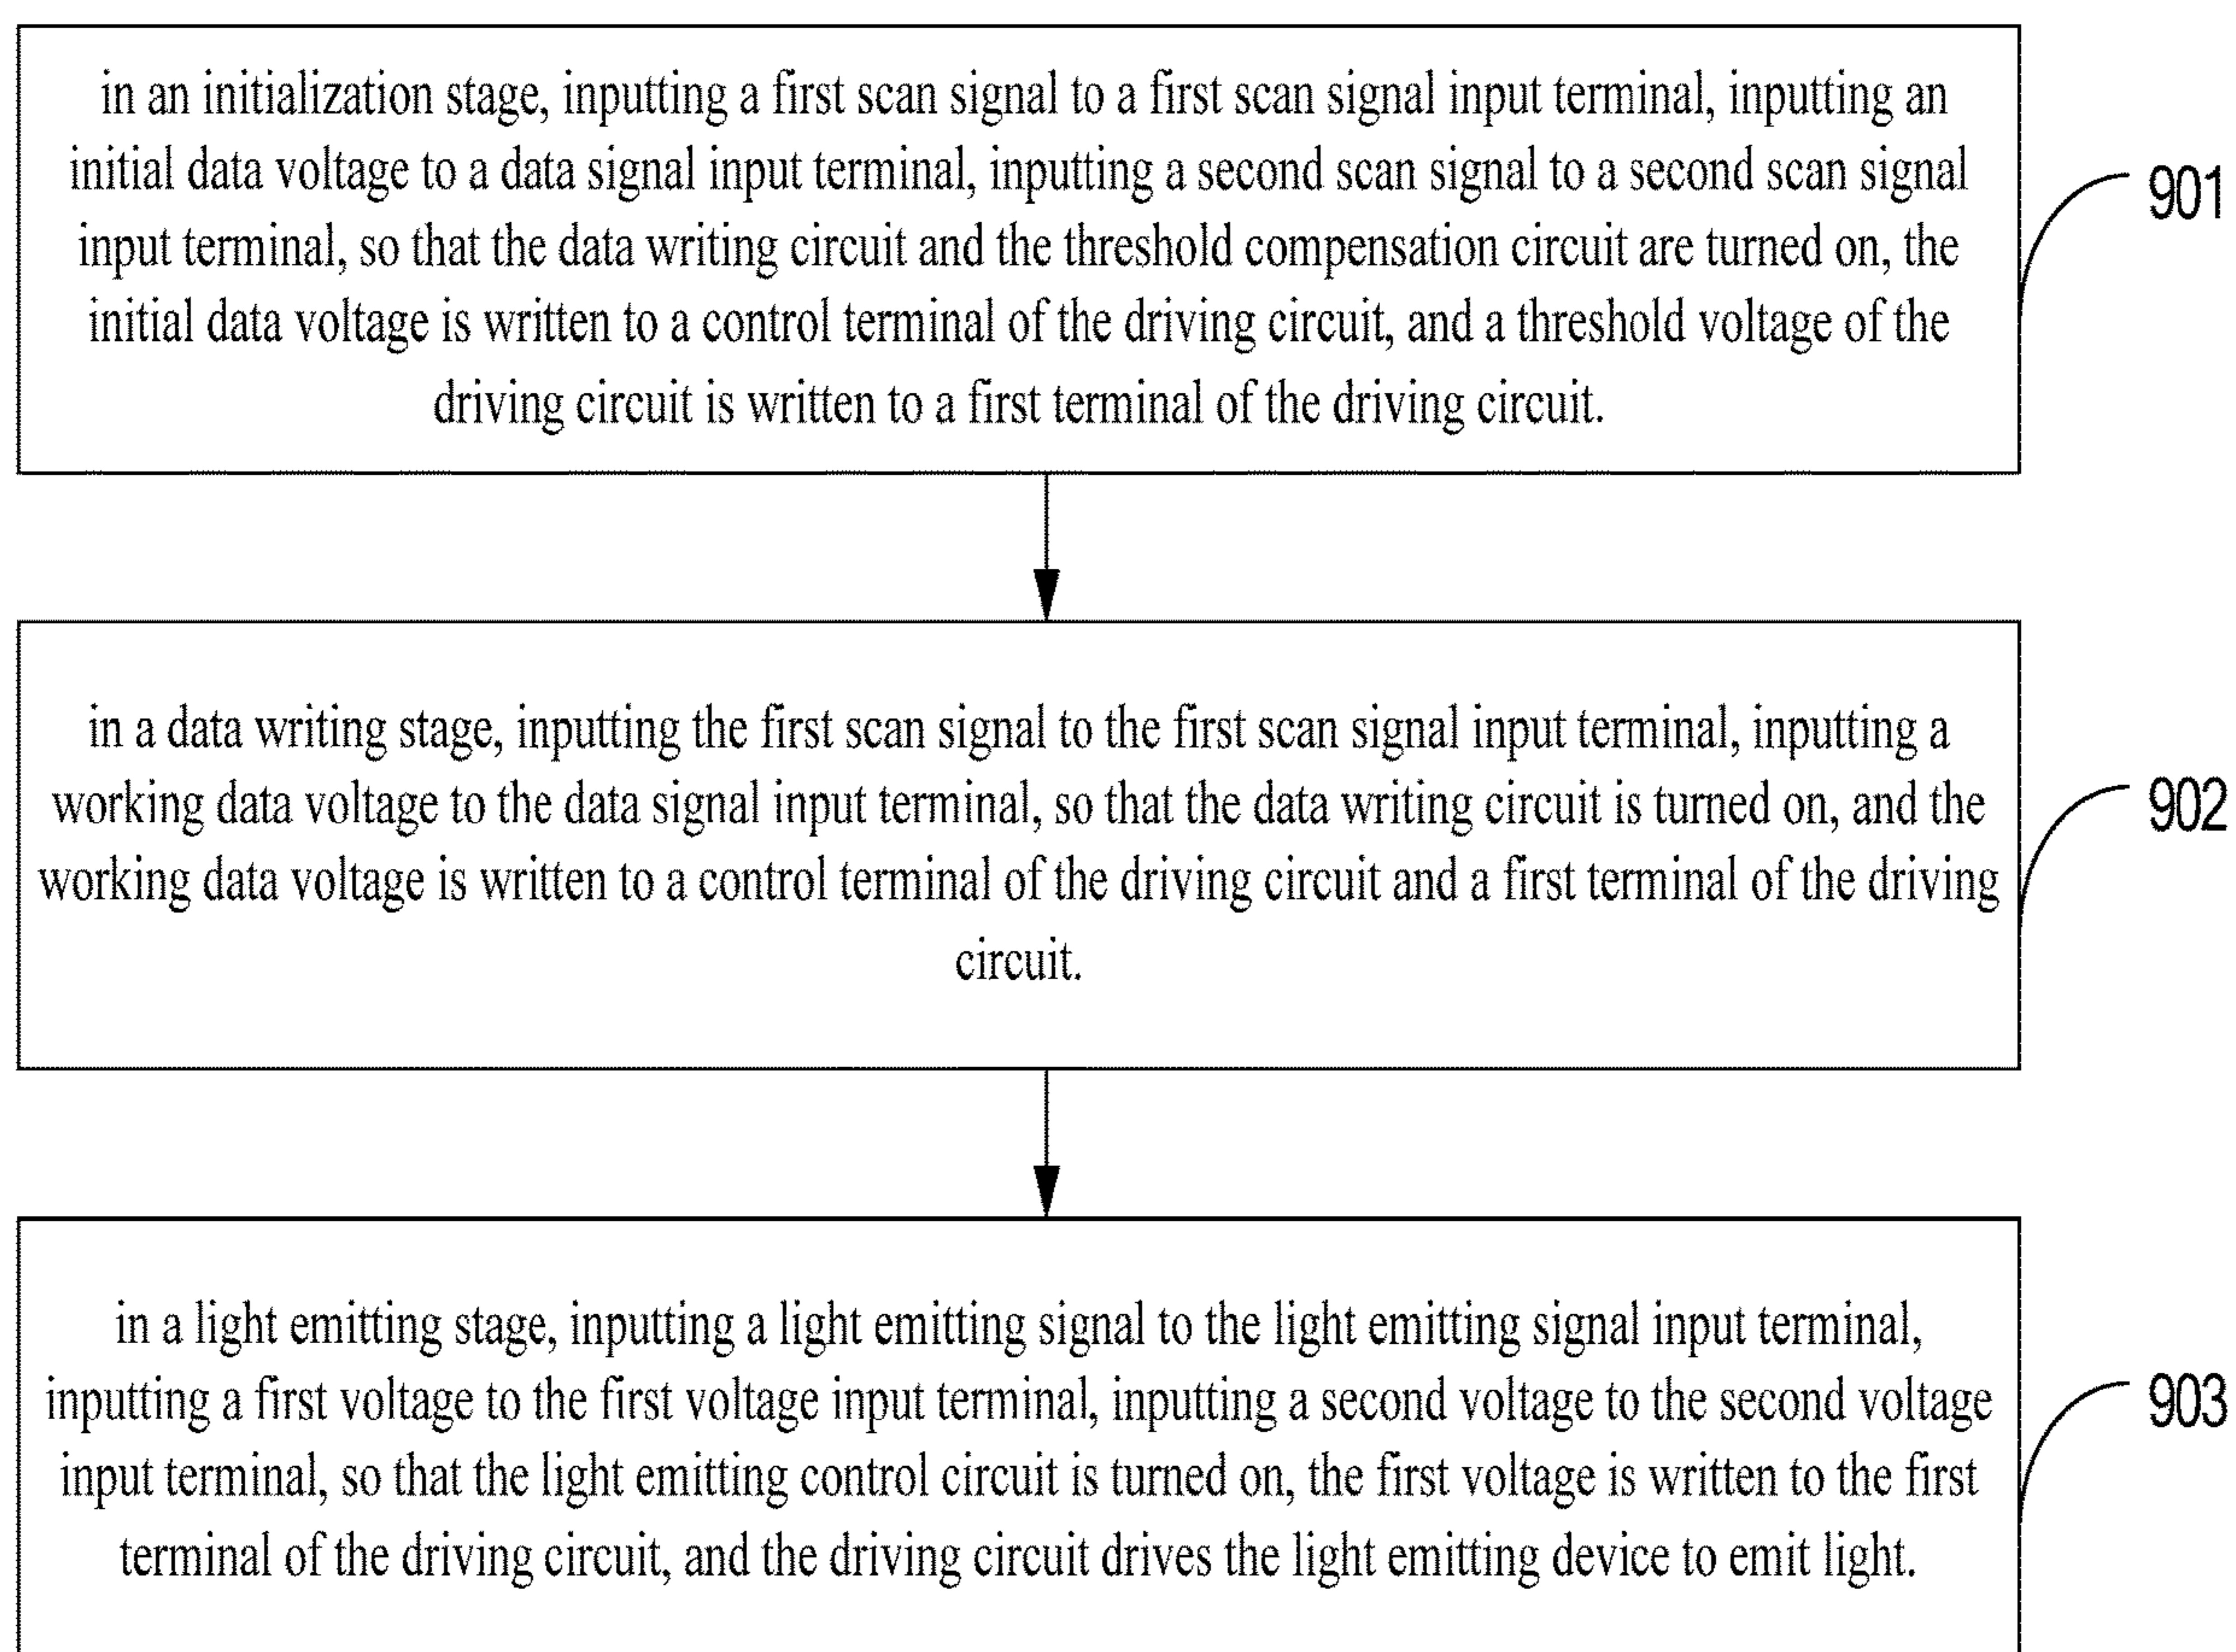 in an initialization stage, inputting a first scan signal to a first scan signal input terminal, inputting an
initial data voltage to a data signal input terminal, inputting a second scan signal to a second scan signal
input terminal, so that the data writing circuit and the threshold compensation circuit are turned on, the
initial data voltage is written to a control terminal of the driving circuit, and a threshold voltage of the
driving circuit is written to a first terminal of the driving circuit.
901
in a data writing stage, inputting the first scan signal to the first scan signal input terminal, inputting a
working data voltage to the data signal input terminal, so that the data writing circuit is turned on, and the
working data voltage is written to a control terminal of the driving circuit and a first terminal of the driving
circuit.
902
in a light emitting stage, inputting a light emitting signal to the light emitting signal input terminal,
inputting a first voltage to the first voltage input terminal, inputting a second voltage to the second voltage
input terminal, so that the light emitting control circuit is turned on, the first voltage is written to the first
terminal of the driving circuit, and the driving circuit drives the light emitting device to emit light.
903